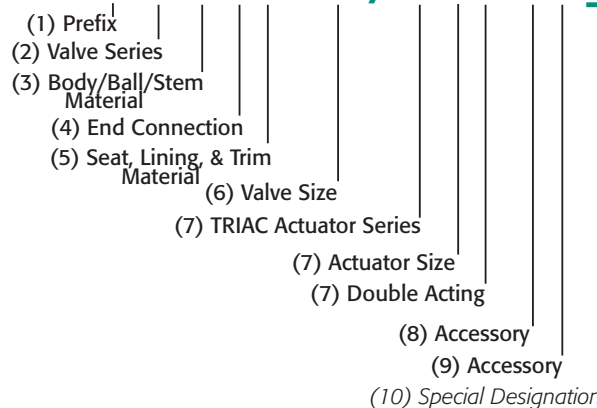 (1) Prefix
(2) Valve Series
(3) Body/Ball/Stem
Material
(4) End Connection
(5) Seat, Lining, & Trim
Material
(6) Valve Size
(7) TRIAC Actuator Series
(7) Actuator Size
(7) Double Acting
(8) Accessory
(9) Accessory
(10) Special Designation